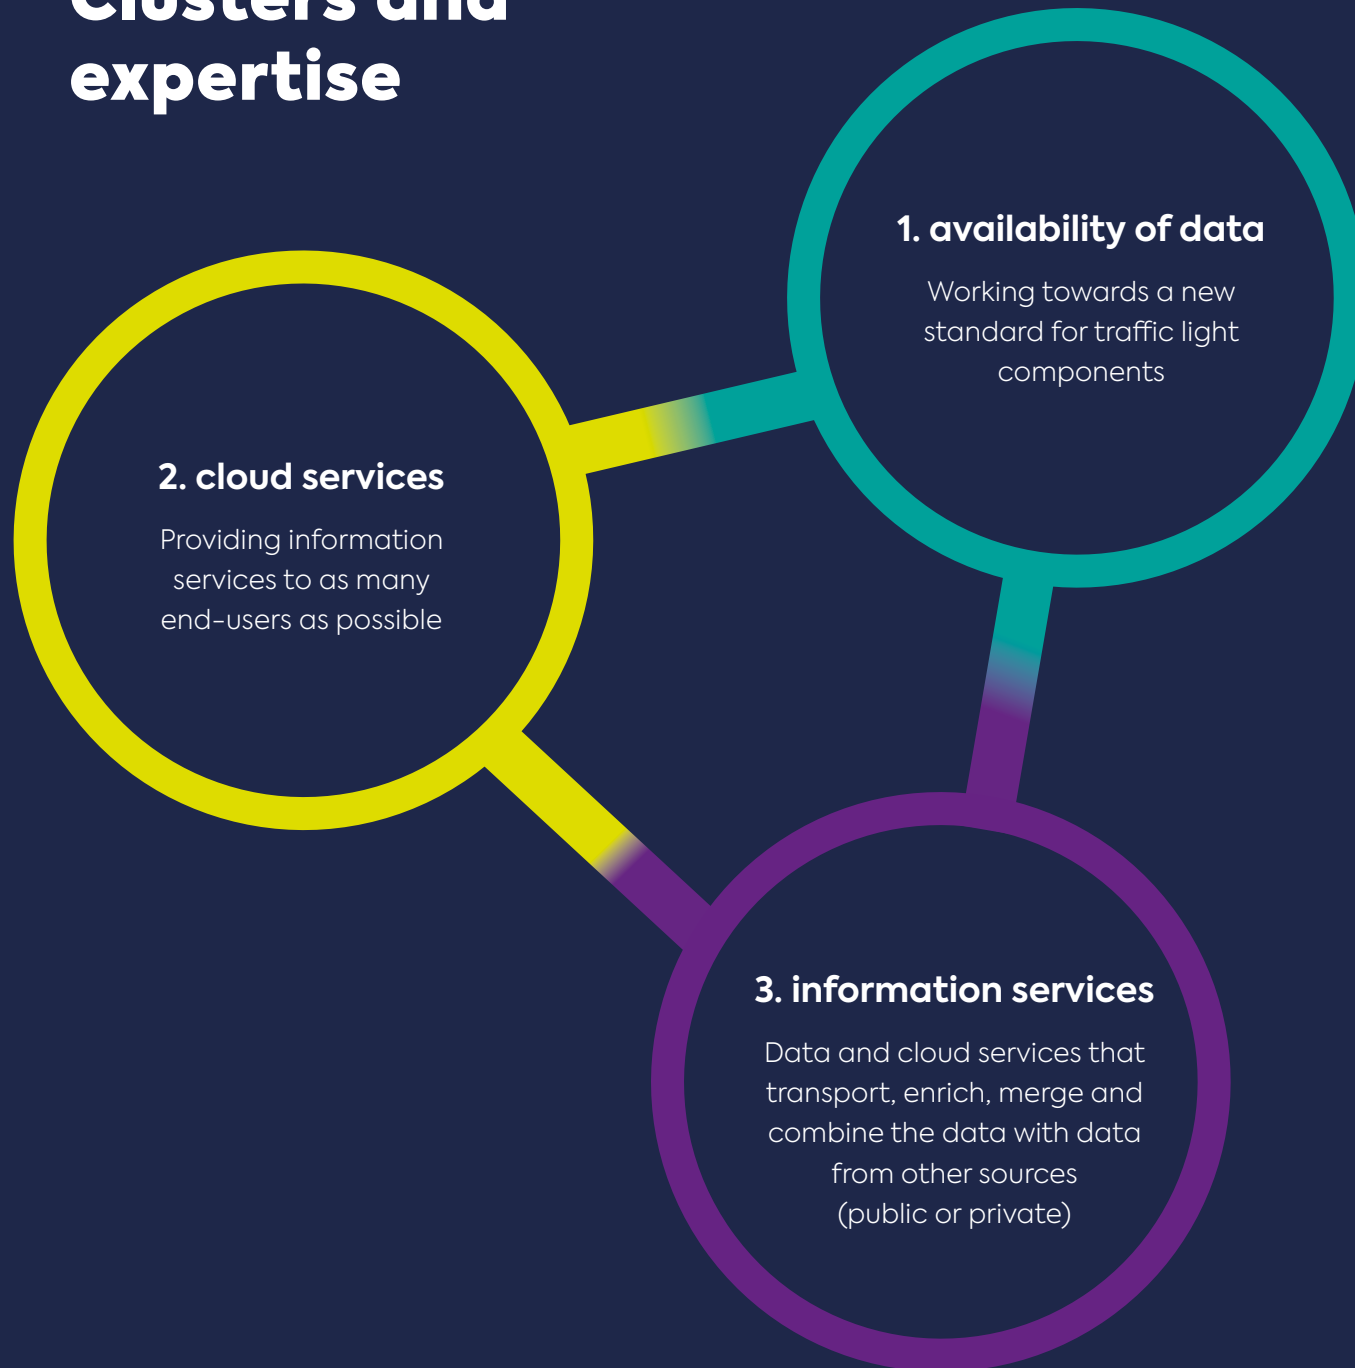 Clusters and
expertise
1. availability of data
Working towards a new
standard for traffic light
components
2. cloud services
Providing information
services to as many
end-users as possible
3. information services
Data and cloud services that
transport, enrich, merge and
combine the data with data
from other sources
(public or private)